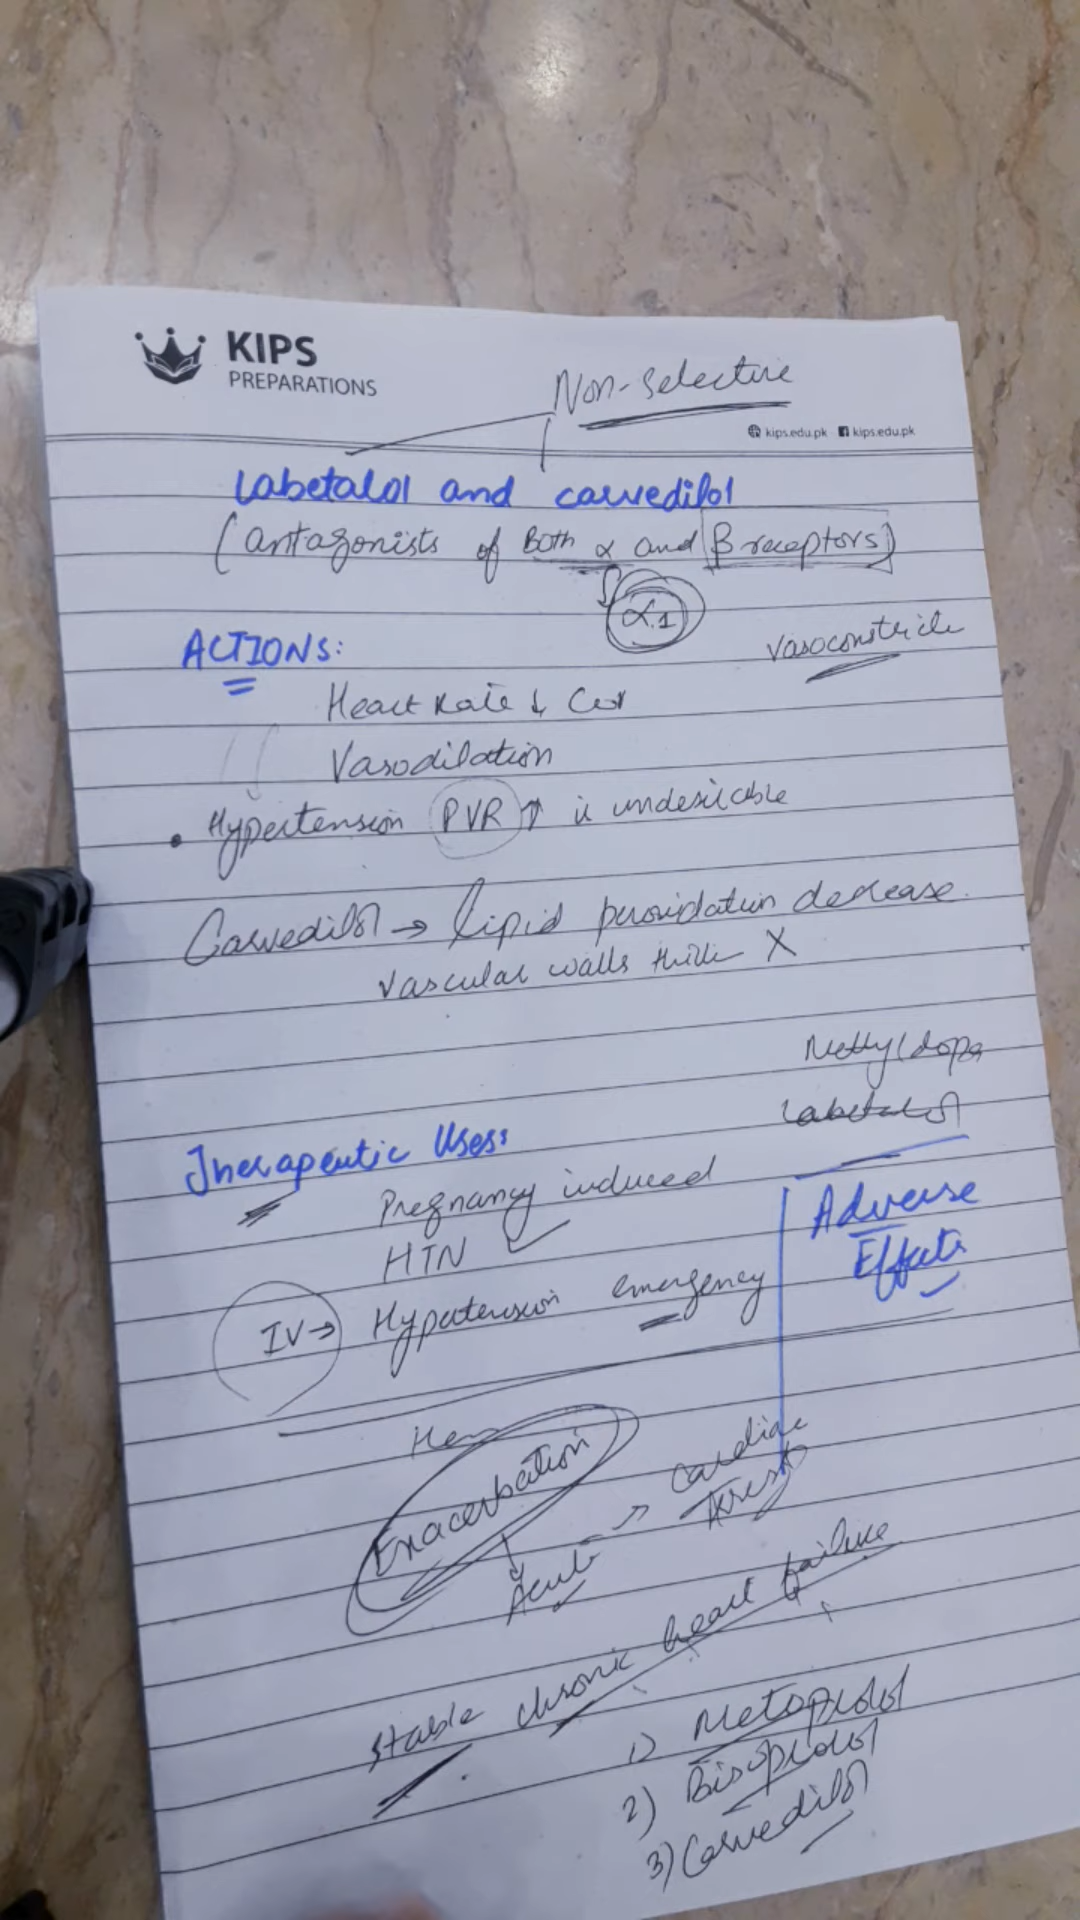 KIPS
PREPARATIONS
Non-Selective
kips.edu.pk kips.edu.pk
Labetalol and carvedilol
(antagonists of Both α and β receptors)
α1
ACTIONS:
Vasoconstrict
Heart Rate ↓
Vasodilation
• Hypertension PVR ↑ is undesirable
Carvedilol → lipid peroxidation decrease.
Vascular walls X
Methyldopa
Labetalol
Therapeutic Uses:
Pregnancy induced
HTN ✓
IV → Hypertension emergency
Adverse
Effects
Exacerbation
Acute → Cardiac
Arrest
Stable chronic heart failure
1) Metoprolol
2) Bisoprolol
3) Carvedilol